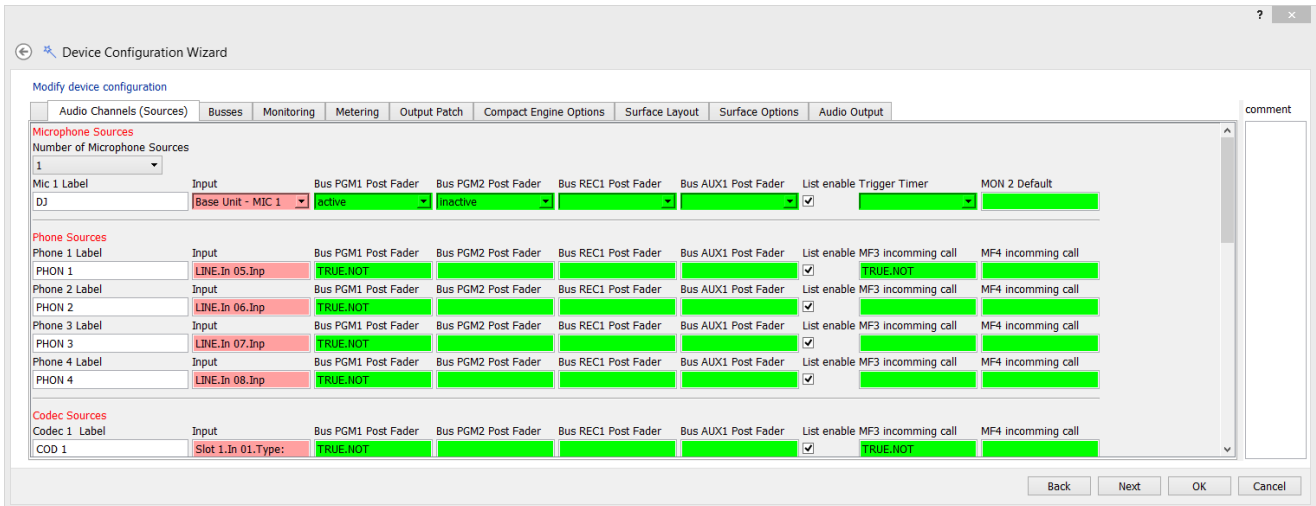 ?
Device Configuration Wizard
Modify device configuration
Audio Channels (Sources) Busses Monitoring Metering Output Patch Compact Engine Options Surface Layout Surface Options Audio Output comment
Microphone Sources
Number of Microphone Sources
1
Mic 1 Label Input Bus PGM1 Post Fader Bus PGM2 Post Fader Bus REC1 Post Fader Bus AUX1 Post Fader List enable Trigger Timer MON 2 Default
DJ Base Unit - MIC 1 active inactive
Phone Sources
Phone 1 Label Input Bus PGM1 Post Fader Bus PGM2 Post Fader Bus REC1 Post Fader Bus AUX1 Post Fader List enable MF3 incomming call MF4 incomming call
PHON 1 LINE.In 05.Inp TRUE.NOT TRUE.NOT
Phone 2 Label Input Bus PGM1 Post Fader Bus PGM2 Post Fader Bus REC1 Post Fader Bus AUX1 Post Fader List enable MF3 incomming call MF4 incomming call
PHON 2 LINE.In 06.Inp TRUE.NOT
Phone 3 Label Input Bus PGM1 Post Fader Bus PGM2 Post Fader Bus REC1 Post Fader Bus AUX1 Post Fader List enable MF3 incomming call MF4 incomming call
PHON 3 LINE.In 07.Inp TRUE.NOT
Phone 4 Label Input Bus PGM1 Post Fader Bus PGM2 Post Fader Bus REC1 Post Fader Bus AUX1 Post Fader List enable MF3 incomming call MF4 incomming call
PHON 4 LINE.In 08.Inp TRUE.NOT
Codec Sources
Codec 1 Label Input Bus PGM1 Post Fader Bus PGM2 Post Fader Bus REC1 Post Fader Bus AUX1 Post Fader List enable MF3 incomming call MF4 incomming call
COD 1 Slot 1.In 01.Type: TRUE.NOT TRUE.NOT
Back Next OK Cancel